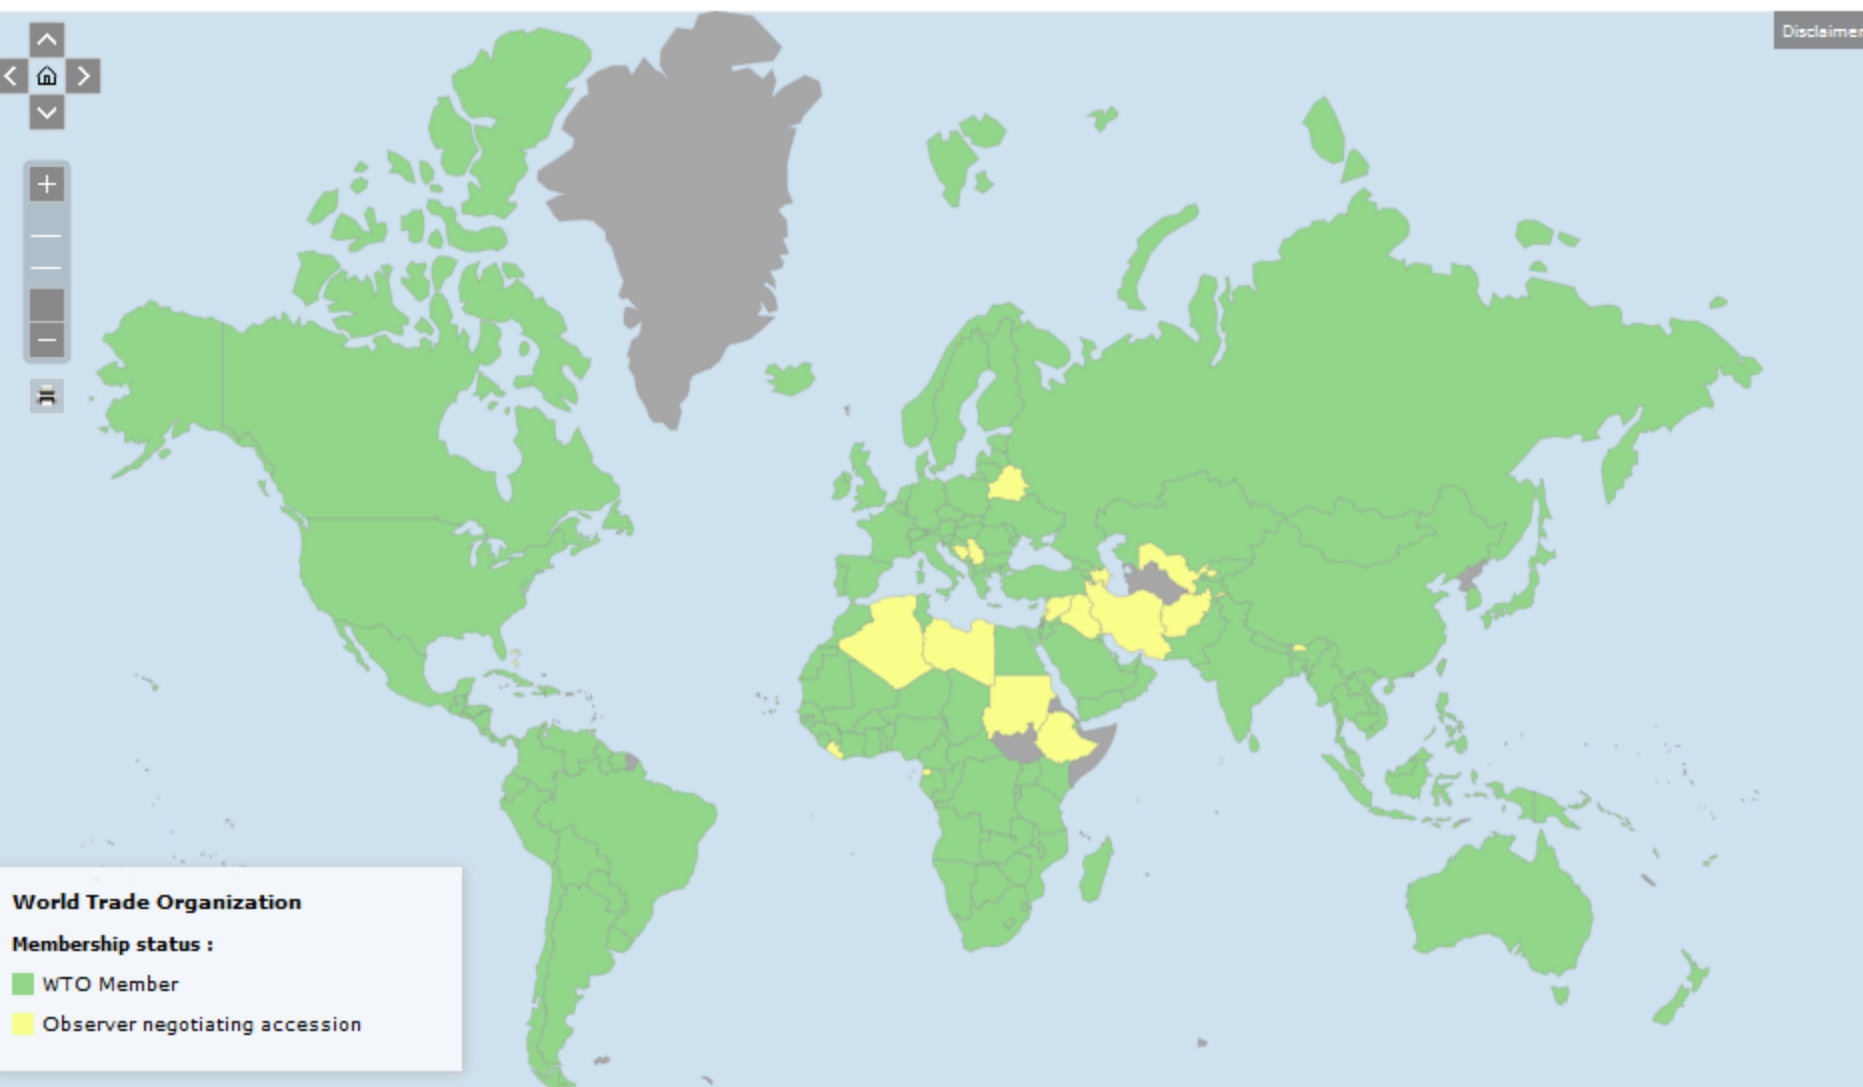 Disclaimer
World Trade Organization
Membership status :
WTO Member
Observer negotiating accession